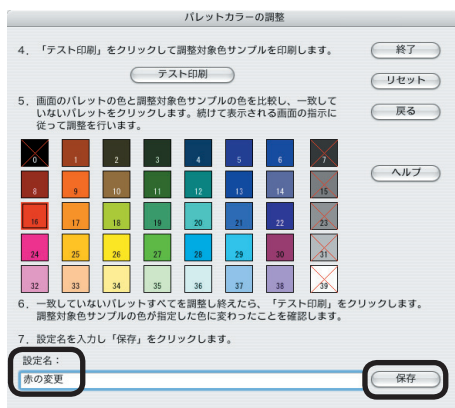 パレットカラーの調整
4. 「テスト印刷」をクリックして調整対象色サンプルを印刷します。
終了
テスト印刷
リセット
5. 画面のパレットの色と調整対象色サンプルの色を比較し、一致して
いないパレットをクリックします。続けて表示される画面の指示に
従って調整を行います。
戻る
ヘルプ
0 1 2 3 4 5 6 7
8 9 10 11 12 13 14 15
16 17 18 19 20 21 22 23
24 25 26 27 28 29 30 31
32 33 34 35 36 37 38 39
6. 一致していないパレットすべてを調整し終えたら、「テスト印刷」をクリックします。
調整対象色サンプルの色が指定した色に変わったことを確認します。
7. 設定名を入力し「保存」をクリックします。
設定名：
赤の変更
保存